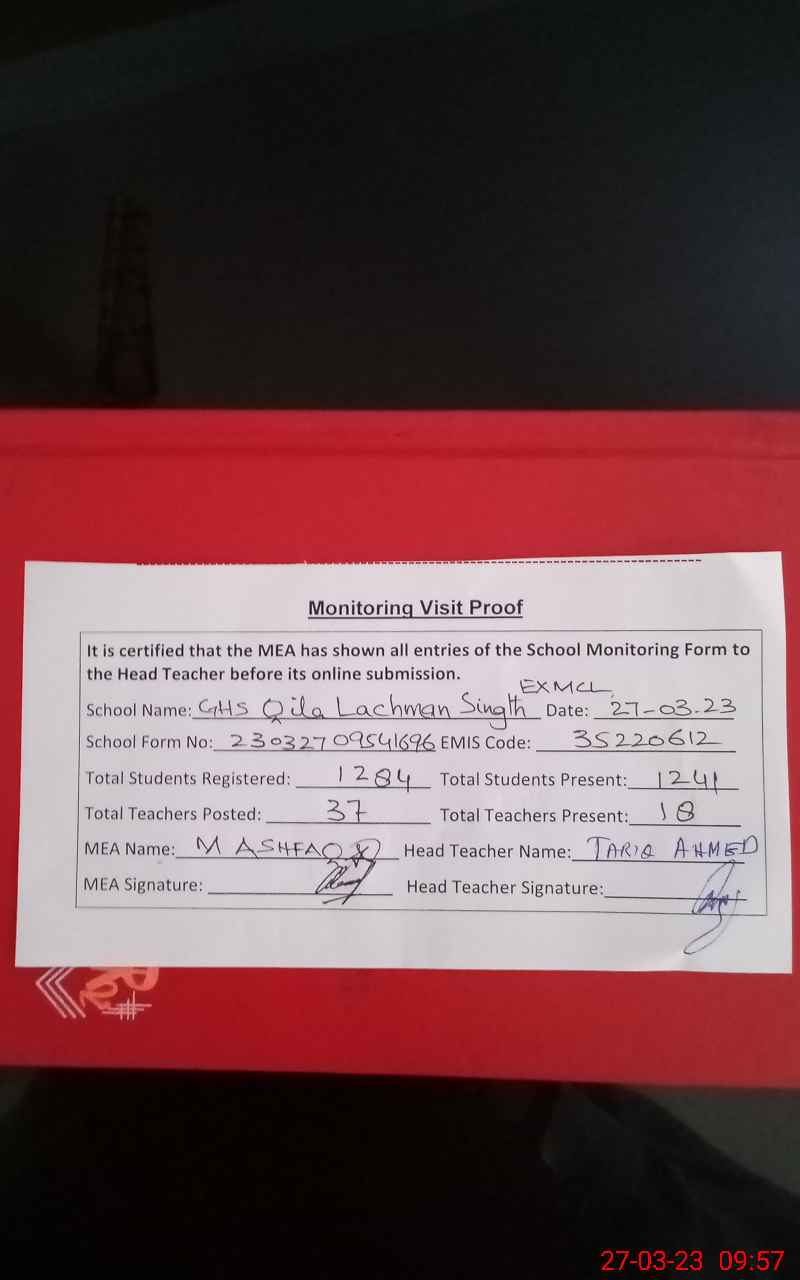 Monitoring Visit Proof
It is certified that the MEA has shown all entries of the School Monitoring Form to
the Head Teacher before its online submission.
EXMCL
School Name: GHS Qila Lachman Singth Date: 27-03-23
School Form No: 23032709541696 EMIS Code: 35220612
Total Students Registered: 1284 Total Students Present: 1241
Total Teachers Posted: 37 Total Teachers Present: 18
MEA Name: M ASHFAQ Head Teacher Name: TARIQ AHMED
MEA Signature: Head Teacher Signature:
27-03-23 09:57